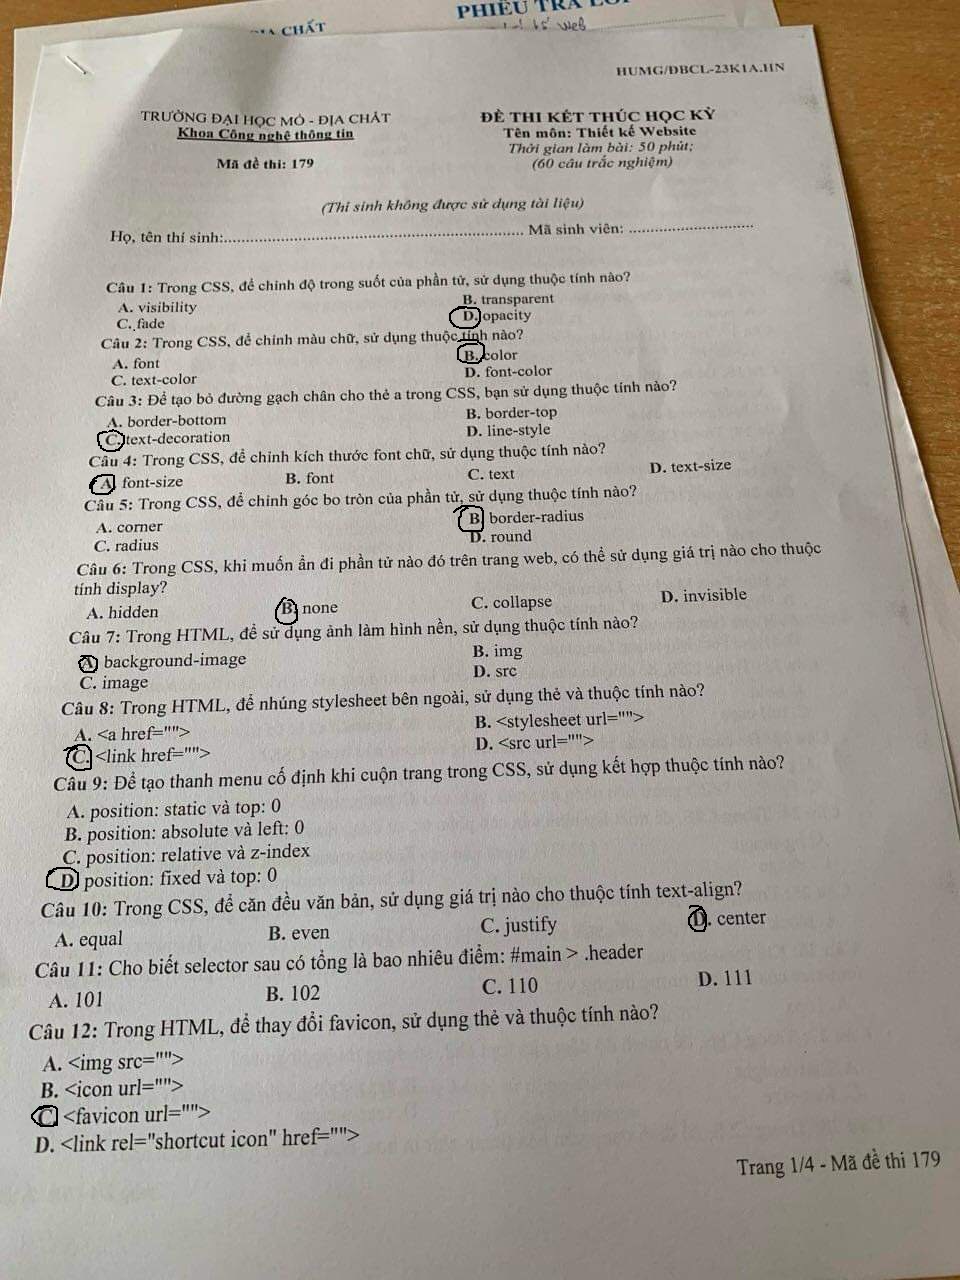 PHIẾU TRẢ LỜI
ĐỊA CHẤT
web
HUMG/ĐBCL-23K1A.HN
TRƯỜNG ĐẠI HỌC MỎ - ĐỊA CHẤT
Khoa Công nghệ thông tin
Mã đề thi: 179
ĐỀ THI KẾT THÚC HỌC KỲ
Tên môn: Thiết kế Website
Thời gian làm bài: 50 phút;
(60 câu trắc nghiệm)
(Thí sinh không được sử dụng tài liệu)
Họ, tên thí sinh:.......................................................................... Mã sinh viên: .............................
Câu 1: Trong CSS, để chỉnh độ trong suốt của phần tử, sử dụng thuộc tính nào?
A. visibility B. transparent
C. fade D. opacity
Câu 2: Trong CSS, để chỉnh màu chữ, sử dụng thuộc tính nào?
A. font B. color
C. text-color D. font-color
Câu 3: Để tạo bỏ đường gạch chân cho thẻ a trong CSS, bạn sử dụng thuộc tính nào?
A. border-bottom B. border-top
C. text-decoration D. line-style
Câu 4: Trong CSS, để chỉnh kích thước font chữ, sử dụng thuộc tính nào?
A. font-size B. font C. text D. text-size
Câu 5: Trong CSS, để chỉnh góc bo tròn của phần tử, sử dụng thuộc tính nào?
A. corner B. border-radius
C. radius D. round
Câu 6: Trong CSS, khi muốn ẩn đi phần tử nào đó trên trang web, có thể sử dụng giá trị nào cho thuộc
tính display?
A. hidden B. none C. collapse D. invisible
Câu 7: Trong HTML, để sử dụng ảnh làm hình nền, sử dụng thuộc tính nào?
A. background-image B. img
C. image D. src
Câu 8: Trong HTML, để nhúng stylesheet bên ngoài, sử dụng thẻ và thuộc tính nào?
A. <a href=""> B. <stylesheet url="">
C. <link href=""> D. <src url="">
Câu 9: Để tạo thanh menu cố định khi cuộn trang trong CSS, sử dụng kết hợp thuộc tính nào?
A. position: static và top: 0
B. position: absolute và left: 0
C. position: relative và z-index
D. position: fixed và top: 0
Câu 10: Trong CSS, để căn đều văn bản, sử dụng giá trị nào cho thuộc tính text-align?
A. equal B. even C. justify D. center
Câu 11: Cho biết selector sau có tổng là bao nhiêu điểm: #main > .header
A. 101 B. 102 C. 110 D. 111
Câu 12: Trong HTML, để thay đổi favicon, sử dụng thẻ và thuộc tính nào?
A. <img src="">
B. <icon url="">
C. <favicon url="">
D. <link rel="shortcut icon" href="">
Trang 1/4 - Mã đề thi 179